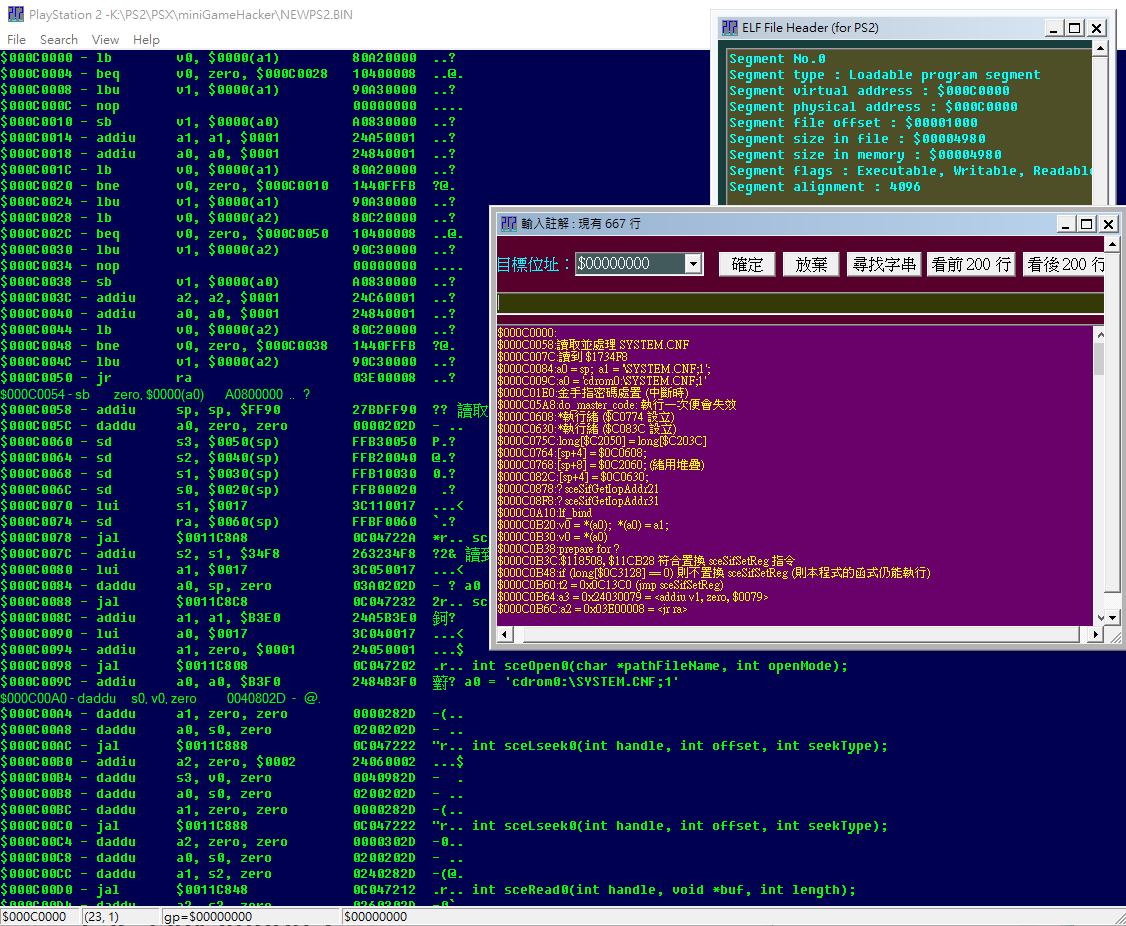 PlayStation 2 -K:\PS2\PSX\miniGameHacker\NEWPS2.BIN
File Search View Help
$000C0000 - lb v0, $0000(a1) 80A20000 ..?
$000C0004 - beq v0, zero, $000C0028 10400008 ..@.
$000C0008 - lbu v1, $0000(a1) 90A30000 ..?
$000C000C - nop 00000000 ....
$000C0010 - sb v1, $0000(a0) A0830000 ..?
$000C0014 - addiu a1, a1, $0001 24A50001 ..?
$000C0018 - addiu a0, a0, $0001 24840001 ..?
$000C001C - lb v0, $0000(a1) 80A20000 ..?
$000C0020 - bne v0, zero, $000C0010 1440FFFB ?@.
$000C0024 - lbu v1, $0000(a1) 90A30000 ..?
$000C0028 - lb v0, $0000(a2) 80C20000 ..?
$000C002C - beq v0, zero, $000C0050 10400008 ..@.
$000C0030 - lbu v1, $0000(a2) 90C30000 ..?
$000C0034 - nop 00000000 ....
$000C0038 - sb v1, $0000(a0) A0830000 ..?
$000C003C - addiu a2, a2, $0001 24C60001 ..?
$000C0040 - addiu a0, a0, $0001 24840001 ..?
$000C0044 - lb v0, $0000(a2) 80C20000 ..?
$000C0048 - bne v0, zero, $000C0038 1440FFFB ?@.
$000C004C - lbu v1, $0000(a2) 90C30000 ..?
$000C0050 - jr ra 03E00008 ..?
$000C0054 - sb zero, $0000(a0) A0800000 .. ?
$000C0058 - addiu sp, sp, $FF90 27BDFF90 ?? 讀取
$000C005C - daddu a0, zero, zero 0000202D - ..
$000C0060 - sd s3, $0050(sp) FFB30050 P.?
$000C0064 - sd s2, $0040(sp) FFB20040 @.?
$000C0068 - sd s1, $0030(sp) FFB10030 0.?
$000C006C - sd s0, $0020(sp) FFB00020 .?
$000C0070 - lui s1, $0017 3C110017 ...<
$000C0074 - sd ra, $0060(sp) FFBF0060 `.?
$000C0078 - jal $0011C8A8 0C04722A *r.. sc
$000C007C - addiu s2, s1, $34F8 263234F8 ?2& 讀到
$000C0080 - lui a1, $0017 3C050017 ...<
$000C0084 - daddu a0, sp, zero 03A0202D - ? a0
$000C0088 - jal $0011C8C8 0C047232 2r.. sc
$000C008C - addiu a1, a1, $B3E0 24A5B3E0 鉰?
$000C0090 - lui a0, $0017 3C040017 ...<
$000C0094 - addiu a1, zero, $0001 24050001 ...$
$000C0098 - jal $0011C808 0C047202 .r.. int sceOpen0(char *pathFileName, int openMode);
$000C009C - addiu a0, a0, $B3F0 2484B3F0 ? a0 = 'cdrom0:\SYSTEM.CNF;1'
$000C00A0 - daddu s0, v0, zero 0040802D - @.
$000C00A4 - daddu a1, zero, zero 0000282D -(..
$000C00A8 - daddu a0, s0, zero 0200202D - ..
$000C00AC - jal $0011C888 0C047222 "r.. int sceLseek0(int handle, int offset, int seekType);
$000C00B0 - addiu a2, zero, $0002 24060002 ...$
$000C00B4 - daddu s3, v0, zero 0040982D - .
$000C00B8 - daddu a0, s0, zero 0200202D - ..
$000C00BC - daddu a1, zero, zero 0000282D -(..
$000C00C0 - jal $0011C888 0C047222 "r.. int sceLseek0(int handle, int offset, int seekType);
$000C00C4 - daddu a2, zero, zero 0000302D -0..
$000C00C8 - daddu a0, s0, zero 0200202D - ..
$000C00CC - daddu a1, s2, zero 0240282D -(@.
$000C00D0 - jal $0011C848 0C047212 .r.. int sceRead0(int handle, void *buf, int length);
$000C00D4 - daddu a2, s3, zero 0260302D -0`
$000C0000 (23, 1) gp=$00000000 $00000000
ELF File Header (for PS2)
Segment No.0
Segment type : Loadable program segment
Segment virtual address : $000C0000
Segment physical address : $000C0000
Segment file offset : $00001000
Segment size in file : $00004980
Segment size in memory : $00004980
Segment flags : Executable, Writable, Readable
Segment alignment : 4096
輸入註解 : 現有 667 行
目標位址： $00000000 確定 放棄 尋找字串 看前 200 行 看後 200 行
$000C0000:
$000C0058:讀取並處理 SYSTEM.CNF
$000C007C:讀到 $1734F8
$000C0084:a0 = sp; a1 = '\SYSTEM.CNF;1';
$000C009C:a0 = 'cdrom0:\SYSTEM.CNF;1'
$000C01E0:金手指密碼處置 (中斷時)
$000C05A8:do_master_code: 執行一次便會失效
$000C0608:*執行緒 ($C0774 設立)
$000C0630:*執行緒 ($C083C 設立)
$000C075C:long[$C2050] = long[$C203C]
$000C0764:[sp+4] = $0C0608;
$000C0768:[sp+8] = $0C2060; (緒用堆疊)
$000C082C:[sp+4] = $0C0630;
$000C0878:? sceSifGetIopAddr21
$000C08F8:? sceSifGetIopAddr31
$000C0A10:lf_bind
$000C0B20:v0 = *(a0); *(a0) = a1;
$000C0B30:v0 = *(a0)
$000C0B38:prepare for ?
$000C0B3C:$118508, $11CB28 符合置換 sceSifSetReg 指令
$000C0B48:if (long[$0C3128] == 0) 則不置換 sceSifSetReg (則本程式的函式仍能執行)
$000C0B60:t2 = 0x0C13C0 (jmp sceSifSetReg)
$000C0B64:a3 = 0x24030079 = <addiu v1, zero, $0079>
$000C0B6C:a2 = 0x03E00008 = <jr ra>